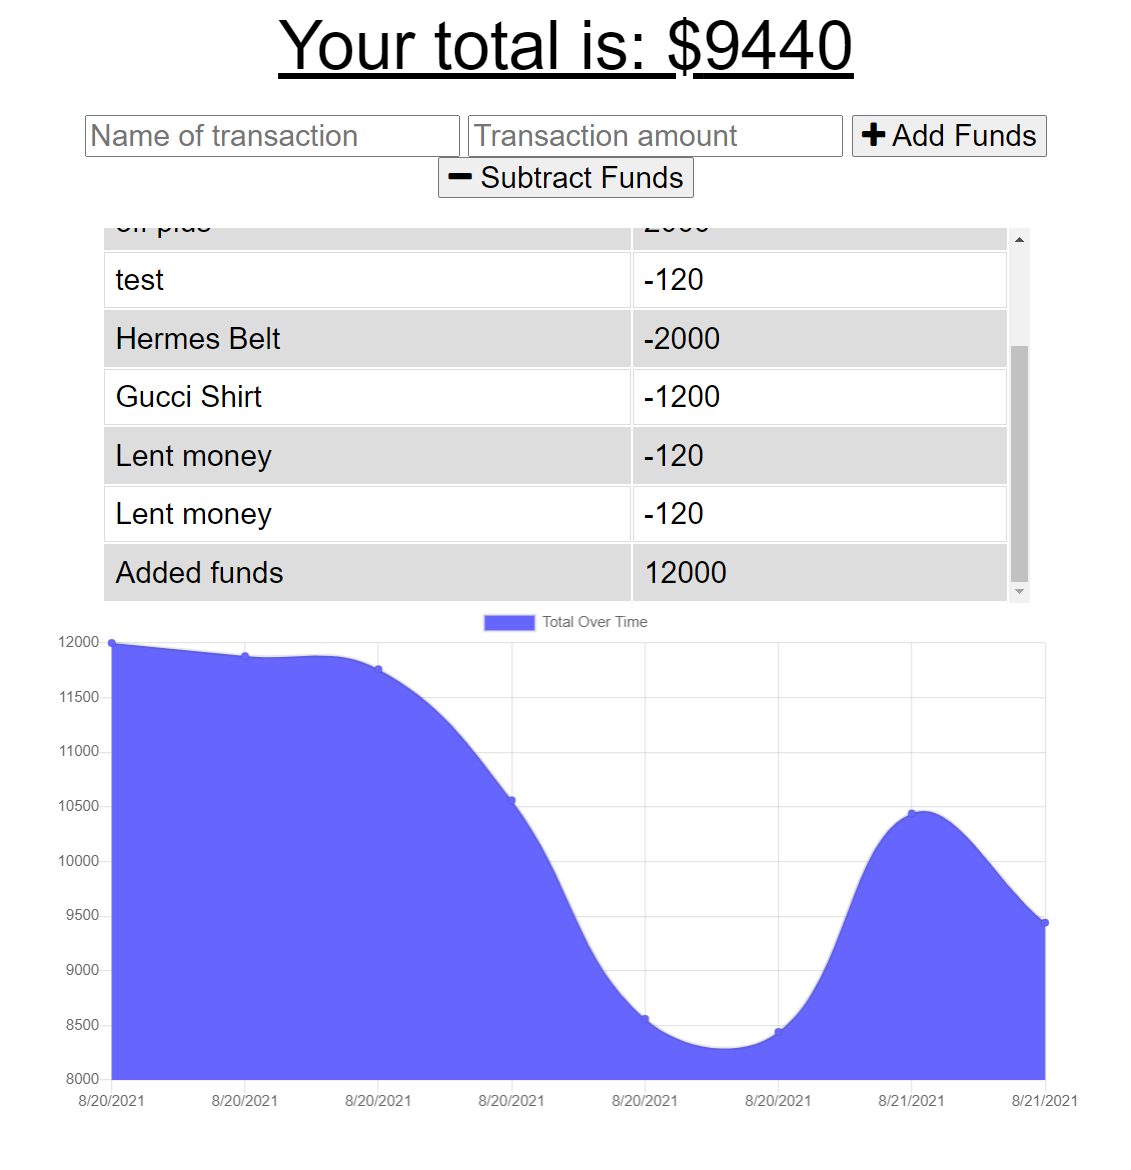 Your total is: $9440
Name of transaction Transaction amount Add Funds
Subtract Funds
test -120
Hermes Belt -2000
Gucci Shirt -1200
Lent money -120
Lent money -120
Added funds 12000
Total Over Time
12000
11500
11000
10500
10000
9500
9000
8500
8000
8/20/2021 8/20/2021 8/20/2021 8/20/2021 8/20/2021 8/20/2021 8/21/2021 8/21/2021